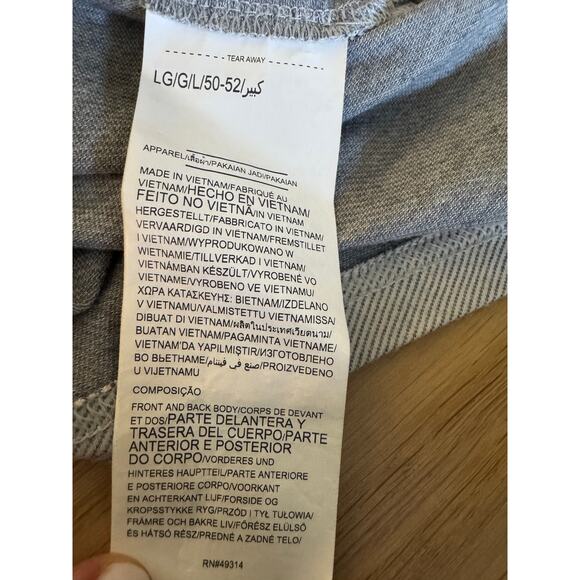 TEAR AWAY
LG/G/L/50-52/كبير
APPAREL/เสื้อผ้า/PAKAIAN JADI/PAKAIAN
MADE IN VIETNAM/FABRIQUÉ AU
VIETNAM/HECHO EN VIETNAM/
FEITO NO VIETNÃ/IN VIETNAM
HERGESTELLT/FABBRICATO IN VIETNAM/
VERVAARDIGD IN VIETNAM/FREMSTILLET
I VIETNAM/WYPRODUKOWANO W
WIETNAMIE/TILLVERKAD I VIETNAM/
VIETNÁMBAN KÉSZÜLT/VYROBENÉ VO
VIETNAME/VYROBENO VE VIETNAMU/
ΧΩΡΑ ΚΑΤΑΣΚΕΥΗΣ: ΒΙΕΤΝΑΜ/IZDELANO
V VIETNAMU/VALMISTETTU VIETNAMISSA/
DIBUAT DI VIETNAM/ผลิตในประเทศเวียตนาม/
BUATAN VIETNAM/PAGAMINTA VIETNAME/
VIETNAM'DA YAPILMIŞTIR/ИЗГОТОВЛЕНО
ВО ВЬЕТНАМЕ/صنع في فيتنام/PROIZVEDENO
U VIJETNAMU
COMPOSIÇÃO
FRONT AND BACK BODY/CORPS DE DEVANT
ET DOS/PARTE DELANTERA Y
TRASERA DEL CUERPO/PARTE
ANTERIOR E POSTERIOR
DO CORPO/VORDERES UND
HINTERES HAUPTTEIL/PARTE ANTERIORE
E POSTERIORE CORPO/VOORKANT
EN ACHTERKANT LIJF/FORSIDE OG
KROPSSTYKKE RYG/PRZÓD I TYŁ TUŁOWIA/
FRÄMRE OCH BAKRE LIV/FŐRÉSZ ELÜLSŐ
ÉS HÁTSÓ RÉSZ/PREDNÉ A ZADNÉ TELO/
RN#49314